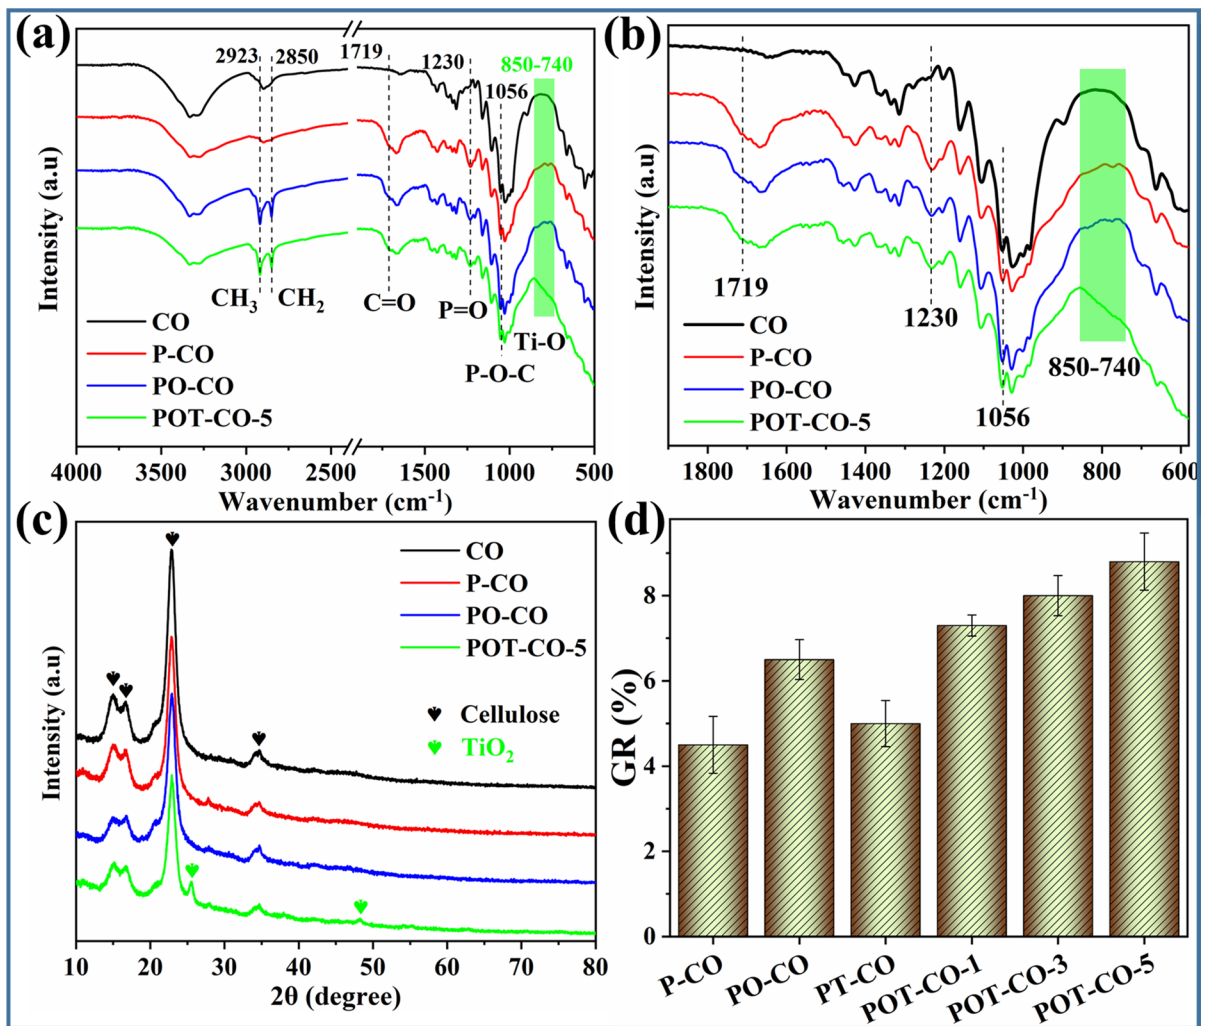 (a)
2923
2850
1719
1230
1056
850-740
CH3
CH2
C=O
P=O
P-O-C
Ti-O
CO
P-CO
PO-CO
POT-CO-5
Intensity (a.u)
4000
3500
3000
2500
1500
1000
500
Wavenumber (cm-1)
(b)
1719
1230
1056
850-740
CO
P-CO
PO-CO
POT-CO-5
Intensity (a.u)
1800
1600
1400
1200
1000
800
600
Wavenumber (cm-1)
(c)
CO
P-CO
PO-CO
POT-CO-5
Cellulose
TiO2
Intensity (a.u)
10
20
30
40
50
60
70
80
2θ (degree)
(d)
GR (%)
8
6
4
2
0
P-CO
PO-CO
PT-CO
POT-CO-1
POT-CO-3
POT-CO-5